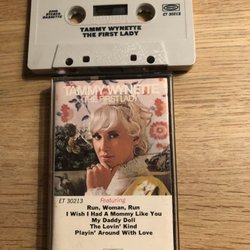 TAMMY WYNETTE
THE FIRST LADY
ET 30213
TAMMY WYNETTE
THE FIRST LADY
ET 30213
Featuring
Run, Woman, Run
I Wish I Had A Mommy Like You
My Daddy Doll
The Lovin' Kind
Playin' Around With Love